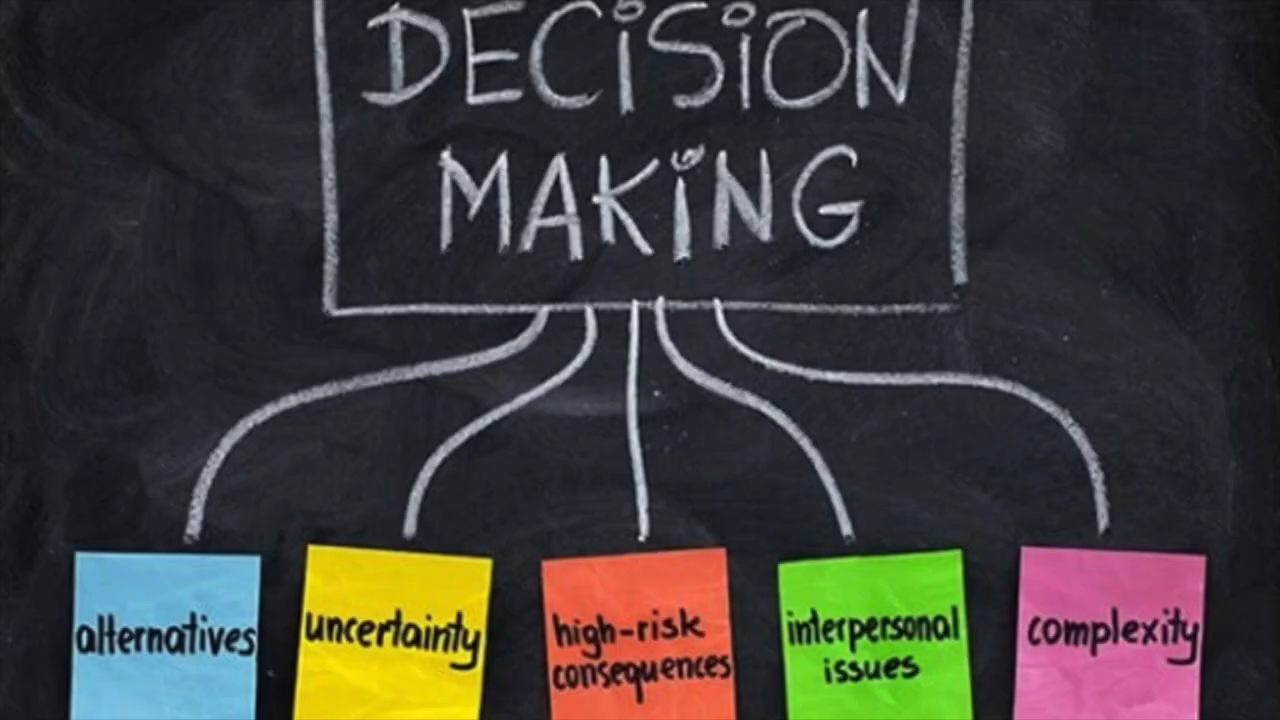 DECiSiON
MAKiNG
alternatives
uncertainty
high-risk
consequences
interpersonal
issues
complexity